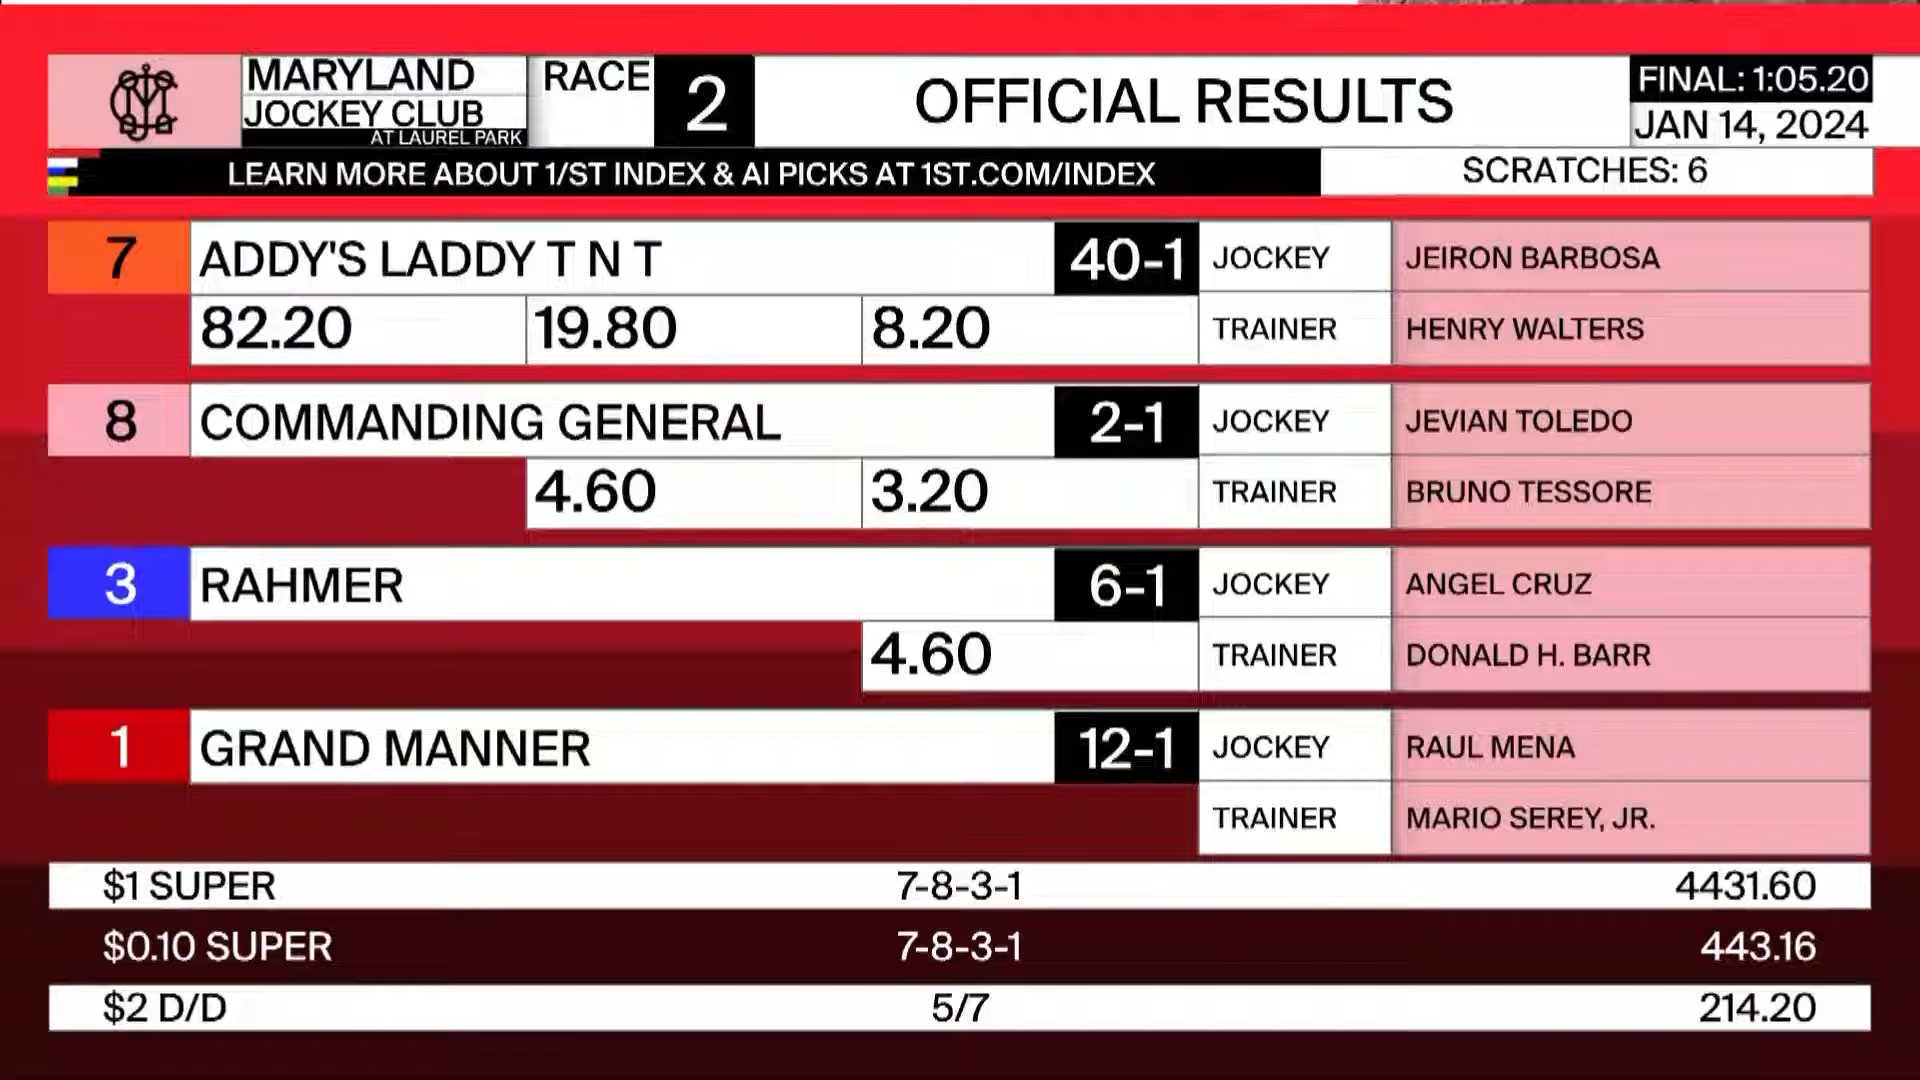 MARYLAND
JOCKEY CLUB
AT LAUREL PARK
RACE 2
OFFICIAL RESULTS
FINAL: 1:05.20
JAN 14, 2024
LEARN MORE ABOUT 1/ST INDEX & AI PICKS AT 1ST.COM/INDEX
SCRATCHES: 6
7 ADDY'S LADDY T N T 40-1 JOCKEY JEIRON BARBOSA
82.20 19.80 8.20 TRAINER HENRY WALTERS
8 COMMANDING GENERAL 2-1 JOCKEY JEVIAN TOLEDO
4.60 3.20 TRAINER BRUNO TESSORE
3 RAHMER 6-1 JOCKEY ANGEL CRUZ
4.60 TRAINER DONALD H. BARR
1 GRAND MANNER 12-1 JOCKEY RAUL MENA
TRAINER MARIO SEREY, JR.
$1 SUPER 7-8-3-1 4431.60
$0.10 SUPER 7-8-3-1 443.16
$2 D/D 5/7 214.20